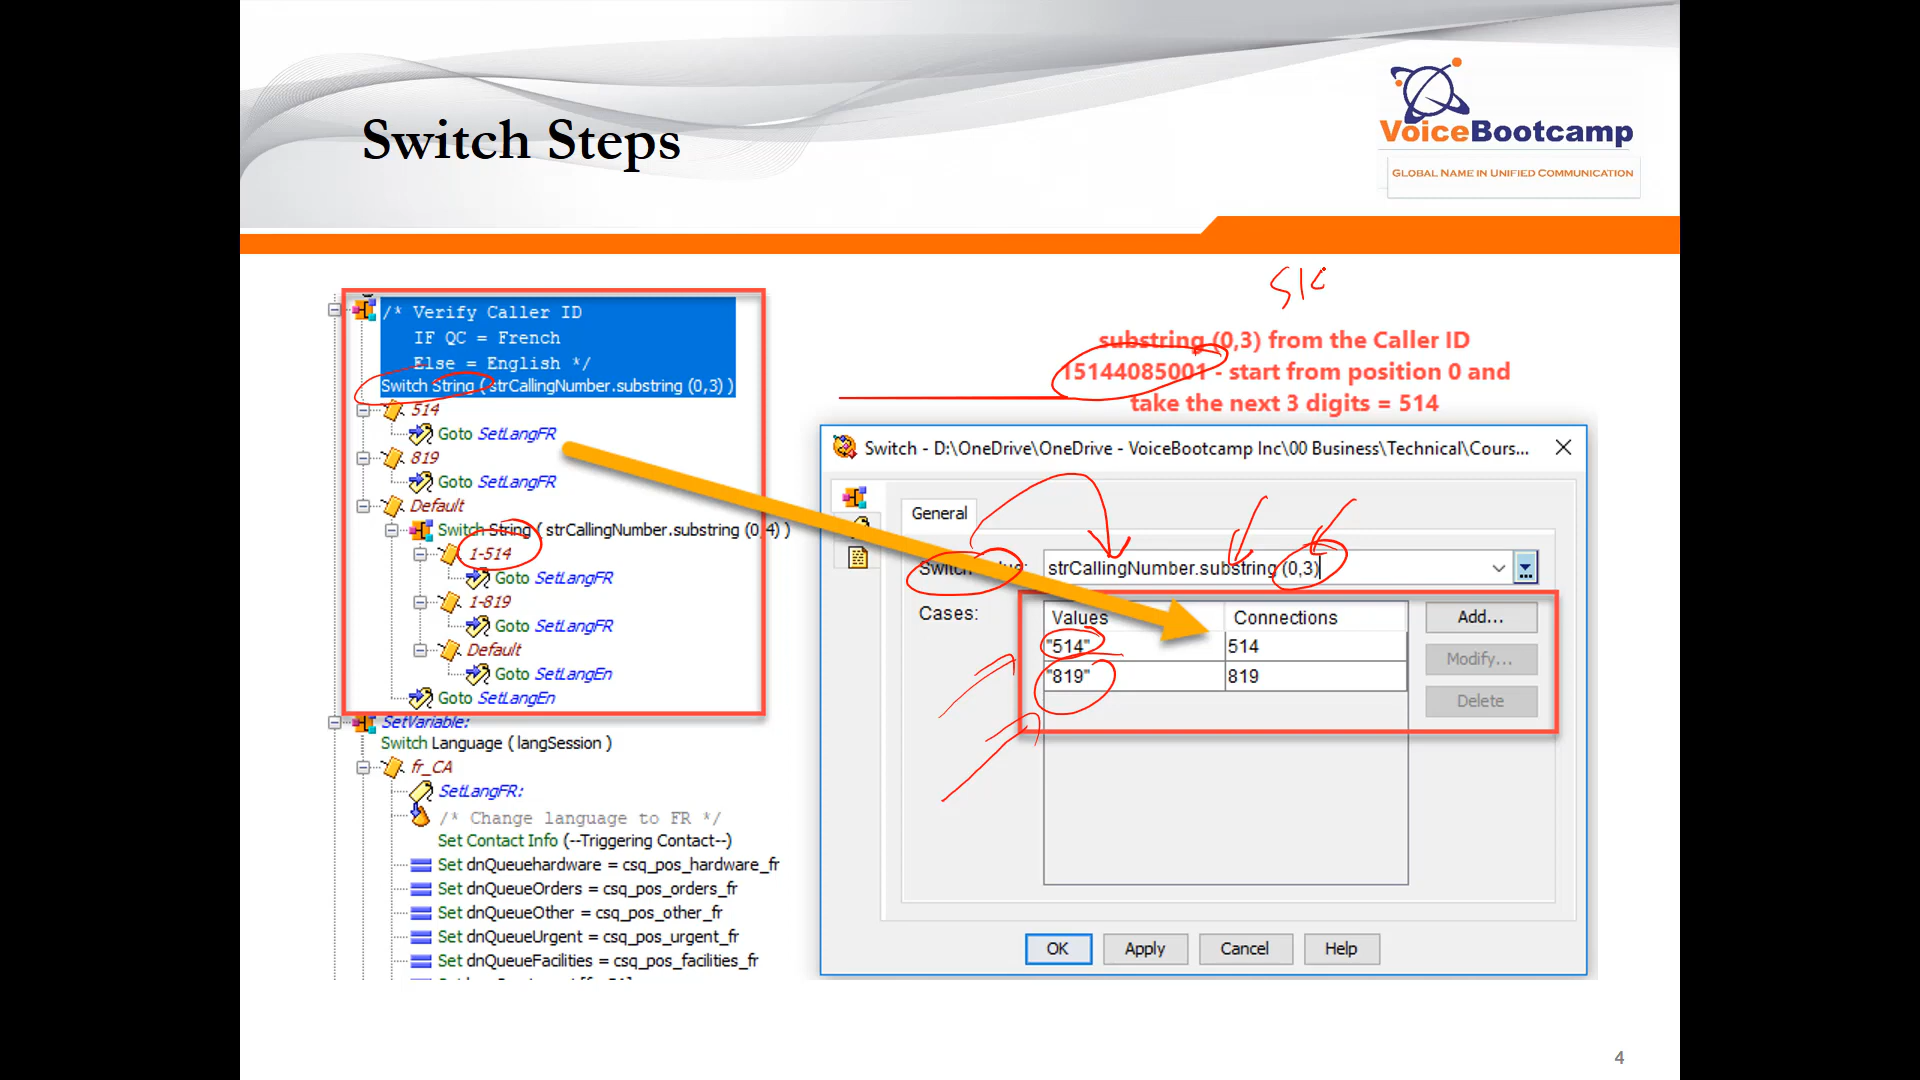 Switch Steps
VoiceBootcamp
GLOBAL NAME IN UNIFIED COMMUNICATION
/* Verify Caller ID
IF QC = French
Else = English */
Switch String ( strCallingNumber.substring (0,3) )
514
Goto SetLangFR
819
Goto SetLangFR
Default
Switch String ( strCallingNumber.substring (0,4) )
1-514
Goto SetLangFR
1-819
Goto SetLangFR
Default
Goto SetLangEn
Goto SetLangEn
SetVariable:
Switch Language ( langSession )
fr_CA
SetLangFR:
/* Change language to FR */
Set Contact Info (--Triggering Contact--)
Set dnQueuehardware = csq_pos_hardware_fr
Set dnQueueOrders = csq_pos_orders_fr
Set dnQueueOther = csq_pos_other_fr
Set dnQueueUrgent = csq_pos_urgent_fr
Set dnQueueFacilities = csq_pos_facilities_fr
substring (0,3) from the Caller ID
15144085001 - start from position 0 and
take the next 3 digits = 514
Switch - D:\OneDrive\OneDrive - VoiceBootcamp Inc\00 Business\Technical\Cours...
General
Switch strCallingNumber.substring (0,3)
Cases:
Values Connections
"514" 514
"819" 819
Add...
Modify...
Delete
OK Apply Cancel Help
4